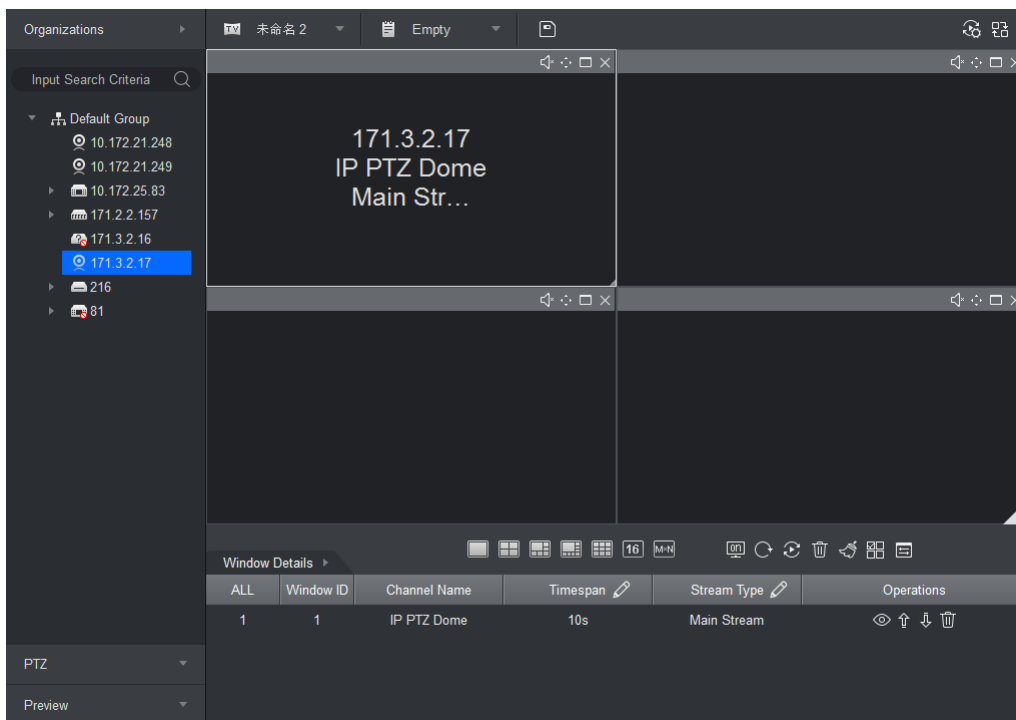 Organizations
TV 未命名 2
Empty
Input Search Criteria
Default Group
10.172.21.248
10.172.21.249
10.172.25.83
171.2.2.157
171.3.2.16
171.3.2.17
216
81
171.3.2.17
IP PTZ Dome
Main Str...
16 M*N ON
Window Details
ALL Window ID Channel Name Timespan Stream Type Operations
1 1 IP PTZ Dome 10s Main Stream
PTZ
Preview